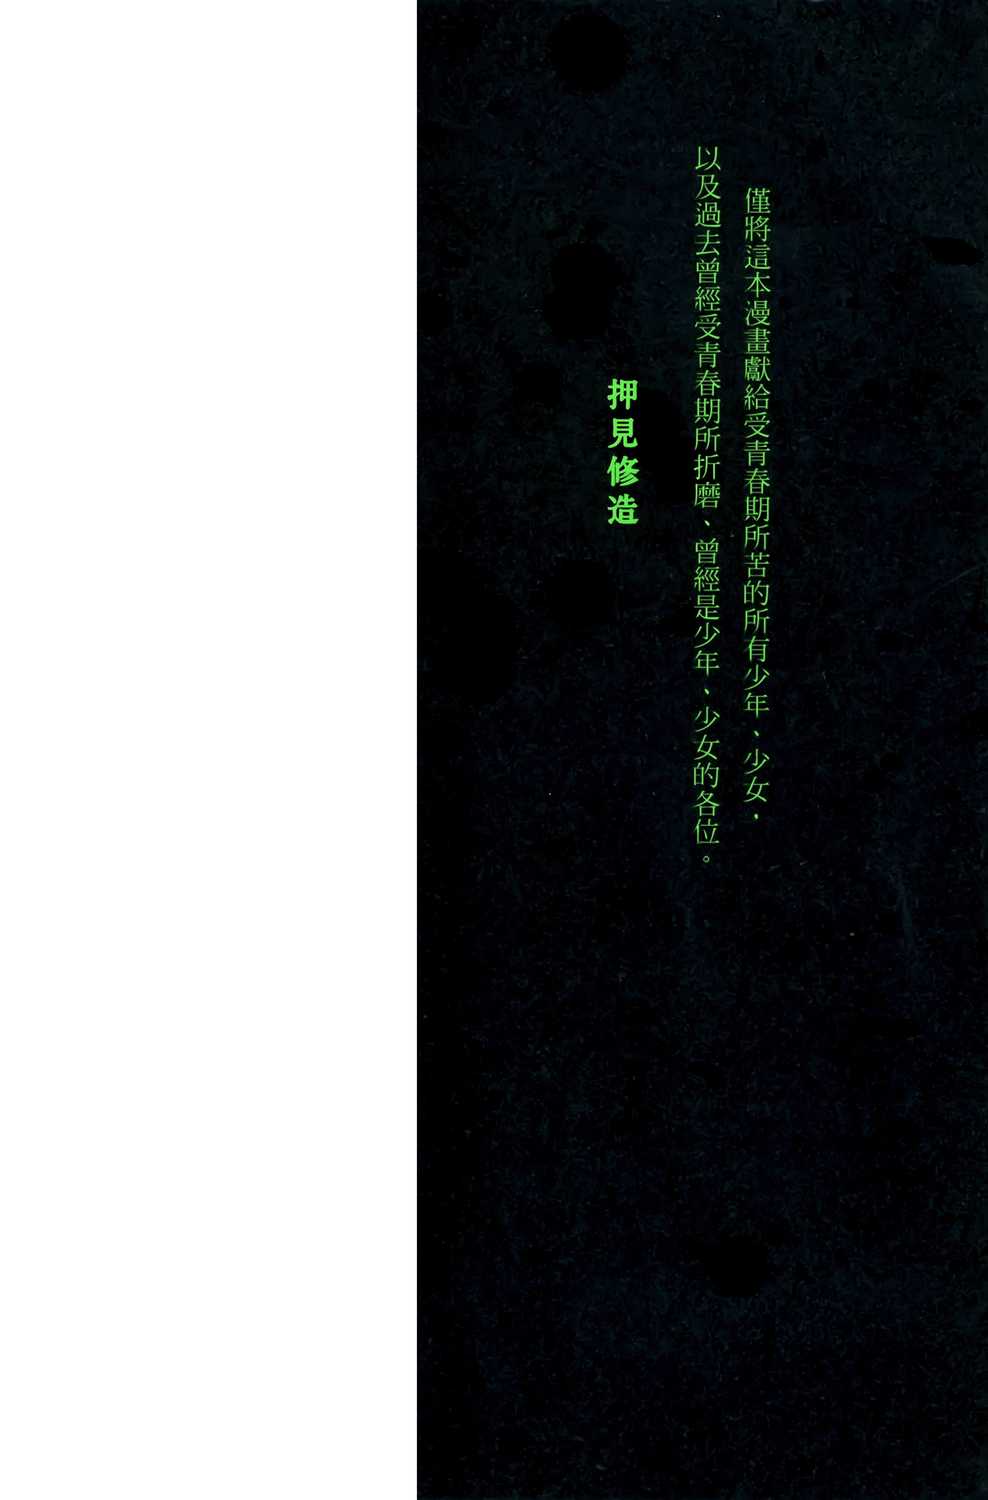 僅將這本漫畫獻給受青春期所苦的所有少年、少女，
以及過去曾經受青春期所折磨、曾經是少年、少女的各位。
押見修造